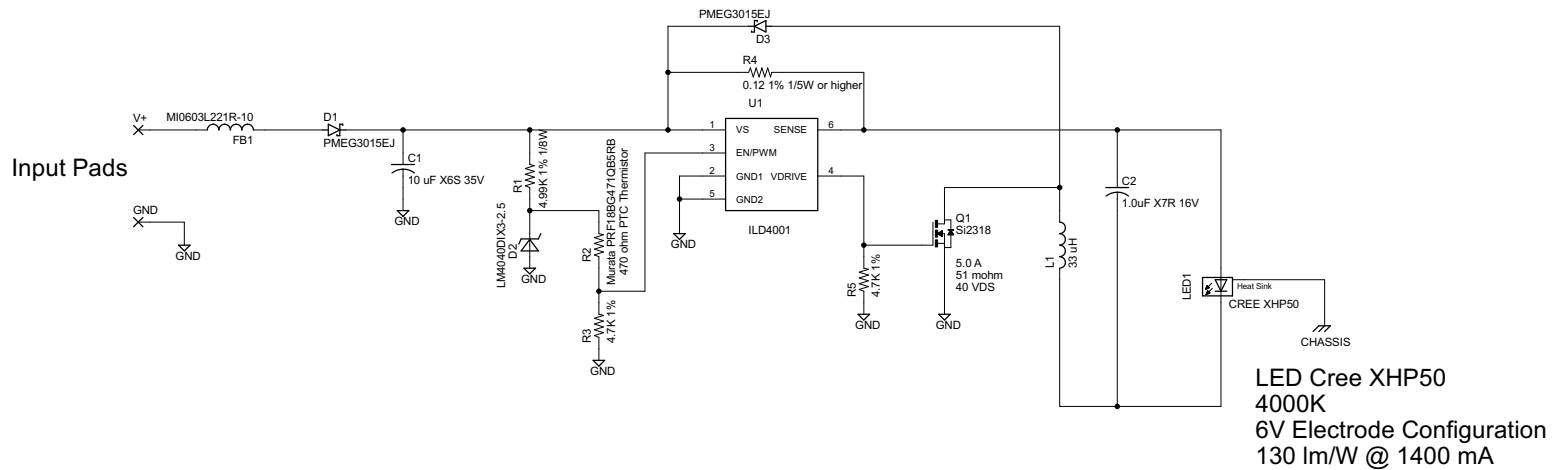 PMEG3015EJ
D3
R4
0.12 1% 1/5W or higher
U1
V+
MI0603L221R-10
FB1
D1
PMEG3015EJ
1
VS
SENSE
6
3
EN/PWM
2
GND1
VDRIVE
4
5
GND2
ILD4001
Input Pads
C1
10 uF X6S 35V
GND
GND
GND
R1
4.99K 1% 1/8W
LM4040DIX3-2.5
D2
GND
R2
Murata PRF18BG471QB5RB
470 ohm PTC Thermistor
R3
4.7K 1%
GND
GND
R5
4.7K 1%
GND
Q1
Si2318
5.0 A
51 mohm
40 VDS
GND
L1
33 uH
C2
1.0uF X7R 16V
LED1
Heat Sink
CREE XHP50
CHASSIS
LED Cree XHP50
4000K
6V Electrode Configuration
130 lm/W @ 1400 mA